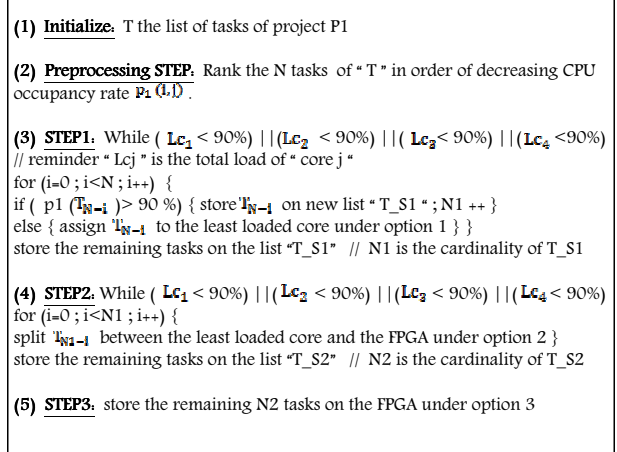 (1) Initialize: T the list of tasks of project P1
(2) Preprocessing STEP: Rank the N tasks of “ T ” in order of decreasing CPU
occupancy rate p₁ (i,j) .
(3) STEP1: While ( Lc₁ < 90%) ||(Lc₂ < 90%) ||( Lc₃< 90%) ||(Lc₄ <90%)
// reminder “ Lcj ” is the total load of “ core j “
for (i=0 ; i<N ; i++) {
if ( p1 (T_N−i )> 90 %) { store T_N−i on new list “ T_S1 “ ; N1 ++ }
else { assign T_N−i to the least loaded core under option 1 } }
store the remaining tasks on the list “T_S1” // N1 is the cardinality of T_S1
(4) STEP2: While ( Lc₁ < 90%) ||( Lc₂ < 90%) ||(Lc₃ < 90%) ||( Lc₄< 90%)
for (i=0 ; i<N1 ; i++) {
split T_N1−i between the least loaded core and the FPGA under option 2 }
store the remaining tasks on the list “T_S2” // N2 is the cardinality of T_S2
(5) STEP3: store the remaining N2 tasks on the FPGA under option 3